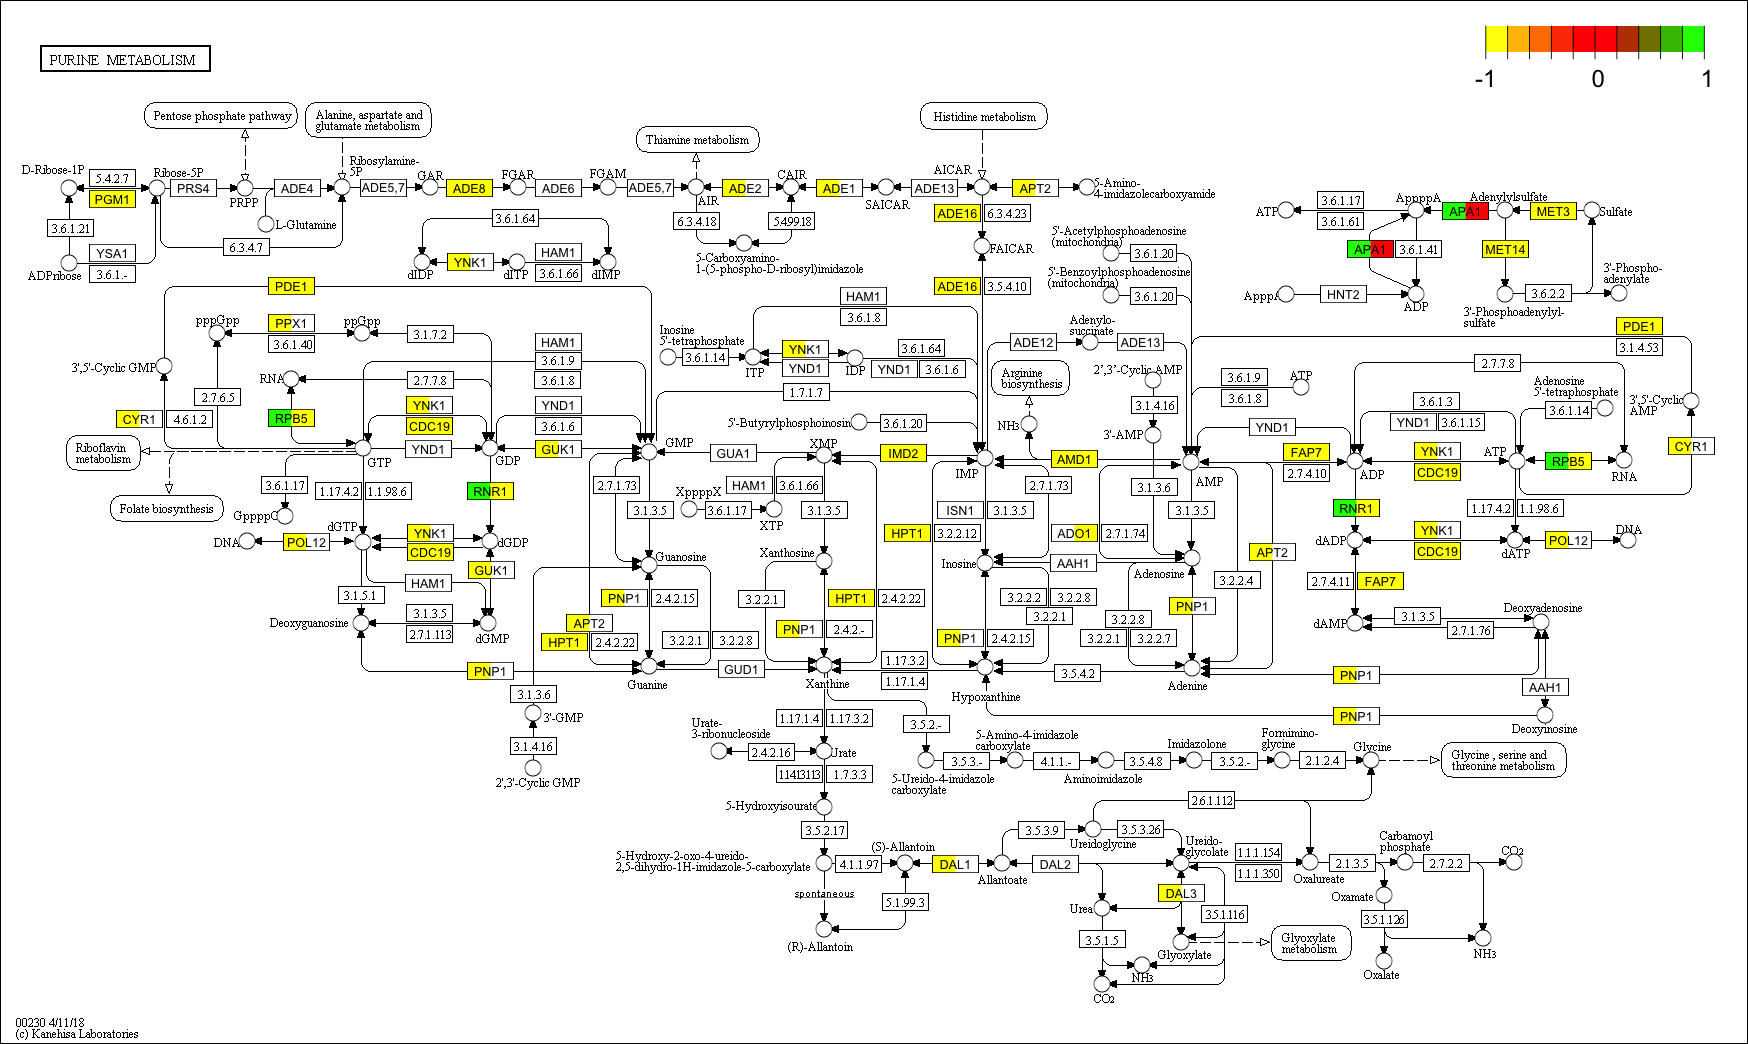 PURINE METABOLISM
-1 0 1
Pentose phosphate pathway
Alanine, aspartate and
glutamate metabolism
Thiamine metabolism
Histidine metabolism
D-Ribose-1P
5.4.2.7
PGM1
Ribose-5P
PRS4
PRPP
ADE4
Ribosylamine-
5P
ADE5,7
GAR
ADE8
FGAR
ADE6
FGAM
ADE5,7
AIR
ADE2
CAIR
ADE1
SAICAR
ADE13
AICAR
APT2
5-Amino-
4-imidazolecarboxyamide
L-Glutamine
3.6.1.21
YSA1
3.6.1.-
ADPribose
6.3.4.7
3.6.1.64
dIDP
YNK1
dITP
HAM1
3.6.1.66
dIMP
6.3.4.18
5.4.99.18
5-Carboxyamino-
1-(5-phospho-D-ribosyl)imidazole
ADE16
6.3.4.23
FAICAR
ADE16
3.5.4.10
5'-Acetylphosphoadenosine
(mitochondria)
3.6.1.20
5'-Benzoylphosphoadenosine
(mitochondria)
3.6.1.20
ATP
3.6.1.17
3.6.1.61
AppppA
APA1
Adenylylsulfate
MET3
Sulfate
APA1
3.6.1.41
MET14
ApppA
HNT2
ADP
3'-Phosphoadenylyl-
sulfate
3.6.2.2
3'-Phospho-
adenylate
PDE1
pppGpp
PPX1
3.6.1.40
ppGpp
3.1.7.2
3',5'-Cyclic GMP
2.7.6.5
CYR1
4.6.1.2
RNA
2.7.7.8
RPB5
HAM1
3.6.1.9
3.6.1.8
YNK1
CDC19
YND1
3.6.1.6
HAM1
3.6.1.8
Inosine
5'-tetraphosphate
3.6.1.14
ITP
YNK1
YND1
IDP
3.6.1.64
YND1
3.6.1.6
1.7.1.7
5'-Butyrylphosphoinosine
3.6.1.20
ADE12
Adenylo-
succinate
ADE13
Arginine
biosynthesis
NH3
2',3'-Cyclic AMP
3.1.4.16
3'-AMP
3.6.1.9
3.6.1.8
ATP
PDE1
3.1.4.53
2.7.7.8
3.6.1.3
YND1
3.6.1.15
Adenosine
5'-tetraphosphate
3.6.1.14
3',5'-Cyclic
AMP
CYR1
Riboflavin
metabolism
Folate biosynthesis
GTP
YND1
GDP
GUK1
GMP
GUA1
XMP
IMD2
IMP
AMD1
AMP
YND1
FAP7
2.7.4.10
ADP
YNK1
CDC19
ATP
RPB5
RNA
3.6.1.17
GppppG
1.17.4.2
1.1.98.6
RNR1
2.7.1.73
3.1.3.5
XppppX
3.6.1.17
XTP
HAM1
3.6.1.66
3.1.3.5
ISN1
3.1.3.5
2.7.1.73
3.1.3.6
3.1.3.5
RNR1
1.17.4.2
1.1.98.6
DNA
POL12
dGTP
YNK1
CDC19
dGDP
GUK1
HAM1
Guanosine
Xanthosine
HPT1
3.2.2.12
Inosine
ADO1
2.7.1.74
AAH1
Adenosine
APT2
dADP
YNK1
CDC19
dATP
POL12
DNA
3.1.5.1
Deoxyguanosine
3.1.3.5
2.7.1.113
dGMP
PNP1
2.4.2.15
APT2
HPT1
2.4.2.22
3.2.2.1
3.2.2.8
3.2.2.1
HPT1
2.4.2.22
PNP1
2.4.2.-
3.2.2.2
3.2.2.8
3.2.2.1
PNP1
2.4.2.15
3.2.2.8
3.2.2.1
3.2.2.7
PNP1
3.2.2.4
2.7.4.11
FAP7
dAMP
3.1.3.5
2.7.1.76
Deoxyadenosine
PNP1
Guanine
GUD1
Xanthine
1.17.3.2
1.17.1.4
Hypoxanthine
3.5.4.2
Adenine
PNP1
AAH1
PNP1
Deoxyinosine
3.1.3.6
3'-GMP
3.1.4.16
2',3'-Cyclic GMP
1.17.1.4
1.17.3.2
Urate-
3-ribonucleoside
2.4.2.16
Urate
1.14.13.113
1.7.3.3
5-Hydroxyisourate
3.5.2.17
3.5.2.-
5-Ureido-4-imidazole
carboxylate
3.5.3.-
5-Amino-4-imidazole
carboxylate
4.1.1.-
Aminoimidazole
3.5.4.8
Imidazolone
3.5.2.-
Formimino-
glycine
2.1.2.4
Glycine
Glycine , serine and
threonine metabolism
2.6.1.112
5-Hydroxy-2-oxo-4-ureido-
2,5-dihydro-1H-imidazole-5-carboxylate
4.1.1.97
(S)-Allantoin
DAL1
Allantoate
3.5.3.9
Ureidoglycine
3.5.3.26
DAL2
Ureido-
glycolate
1.1.1.154
1.1.1.350
Oxalureate
2.1.3.5
Carbamoyl
phosphate
2.7.2.2
CO2
spontaneous
5.1.99.3
(R)-Allantoin
Urea
DAL3
3.5.1.116
3.5.1.5
Glyoxylate
Glyoxylate
metabolism
NH3
CO2
Oxamate
3.5.1.126
NH3
Oxalate
00230 4/11/18
(c) Kanehisa Laboratories